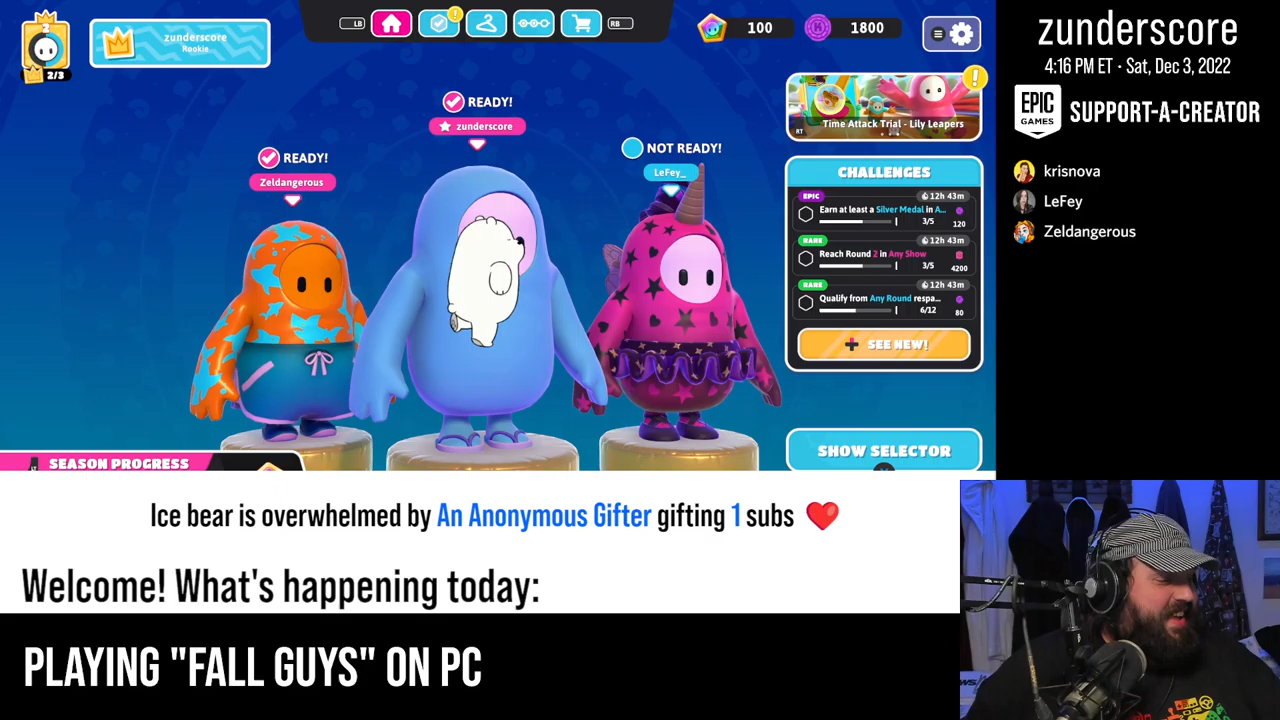 2
2/3
zunderscore
Rookie
LB
RB
100
1800
READY!
zunderscore
READY!
Zeldangerous
NOT READY!
LeFey_
Time Attack Trial - Lily Leapers
RT
CHALLENGES
EPIC
12h 43m
Earn at least a Silver Medal in A...
3/5
120
RARE
12h 43m
Reach Round 2 in Any Show
3/5
4200
RARE
12h 43m
Qualify from Any Round respa...
6/12
80
SEE NEW!
SHOW SELECTOR
LT
SEASON PROGRESS
zunderscore
4:16 PM ET · Sat, Dec 3, 2022
EPIC
GAMES
SUPPORT-A-CREATOR
krisnova
LeFey
Zeldangerous
Ice bear is overwhelmed by An Anonymous Gifter gifting 1 subs
Welcome! What's happening today:
PLAYING "FALL GUYS" ON PC